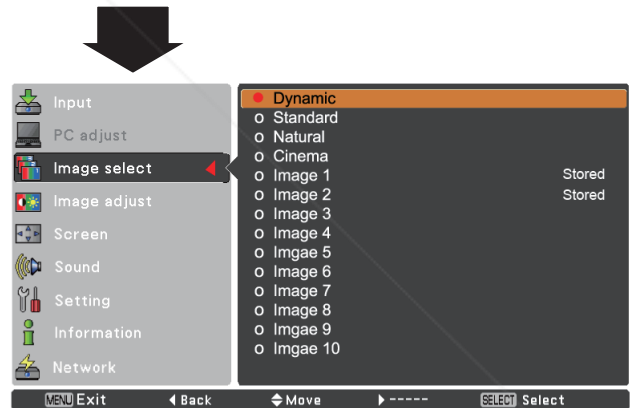 Input
PC adjust
Image select
Image adjust
Screen
Sound
Setting
Information
Network
Dynamic
o Standard
o Natural
o Cinema
o Image 1 Stored
o Image 2 Stored
o Image 3
o Image 4
o Imgae 5
o Image 6
o Image 7
o Image 8
o Imgae 9
o Imgae 10
MENU Exit ◀ Back ⬍ Move ▶ ----- SELECT Select